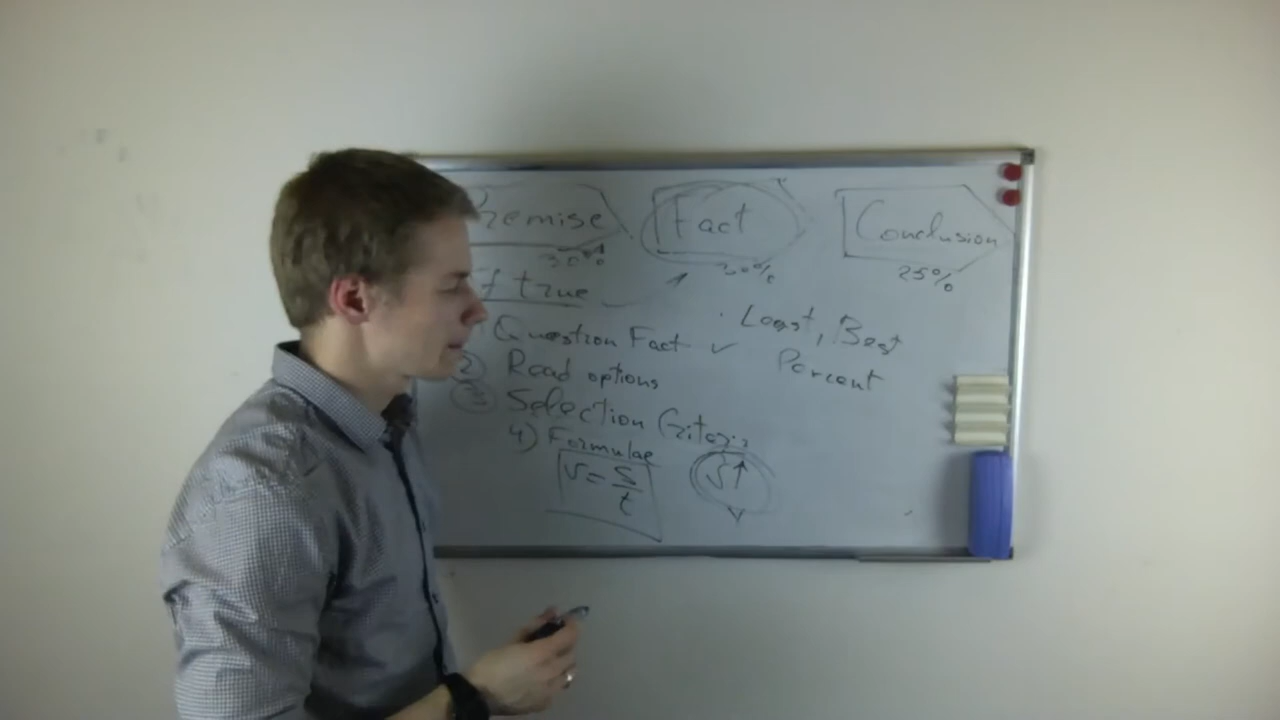 Premise Fact Conclusion
30% 30% 25%
If true
Question Fact ✓ Least, Best
2) Read options Percent
3) Selection Criteria
4) Formulae
V = S/t S↑